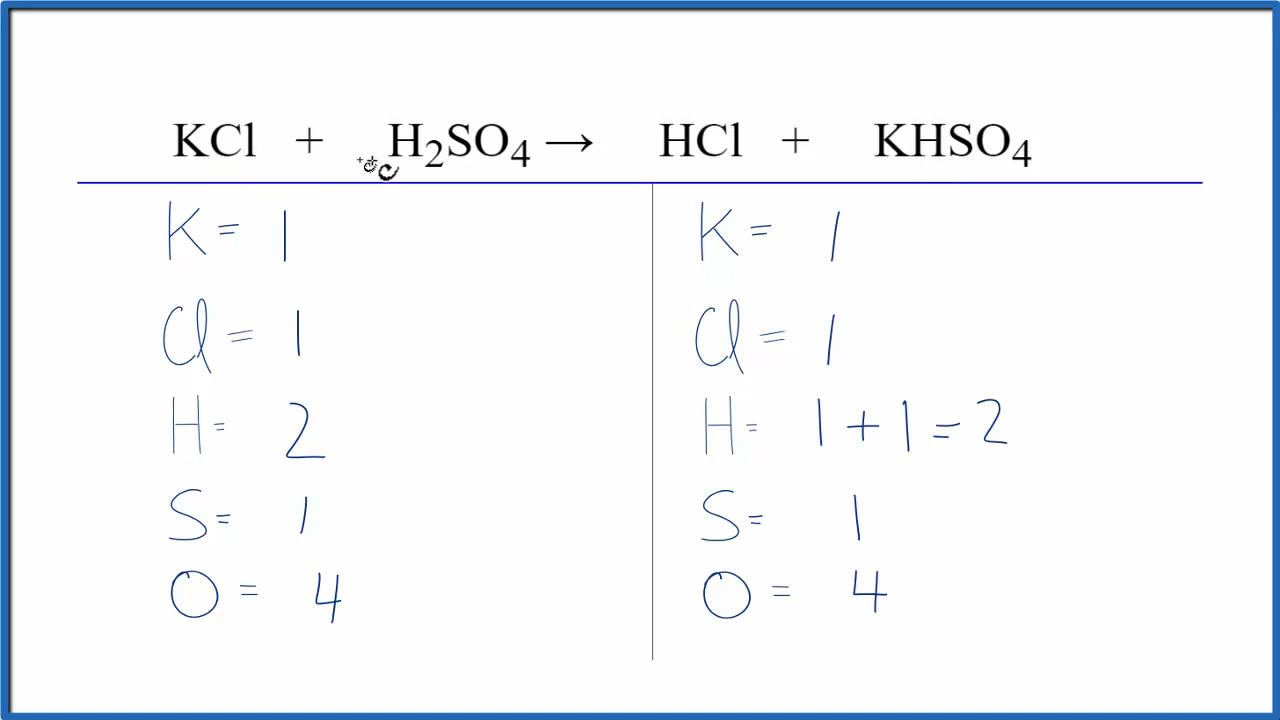 KCl + H₂SO₄ → HCl + KHSO₄
K = 1 K = 1
Cl = 1 Cl = 1
H = 2 H = 1 + 1 = 2
S = 1 S = 1
O = 4 O = 4